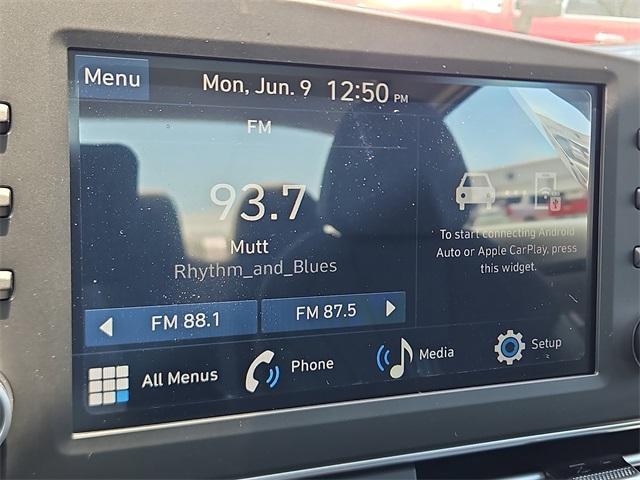 Menu
Mon, Jun. 9 12:50 PM
FM
93.7
Mutt
Rhythm_and_Blues
To start connecting Android
Auto or Apple CarPlay, press
this widget.
FM 88.1
FM 87.5
All Menus
Phone
Media
Setup